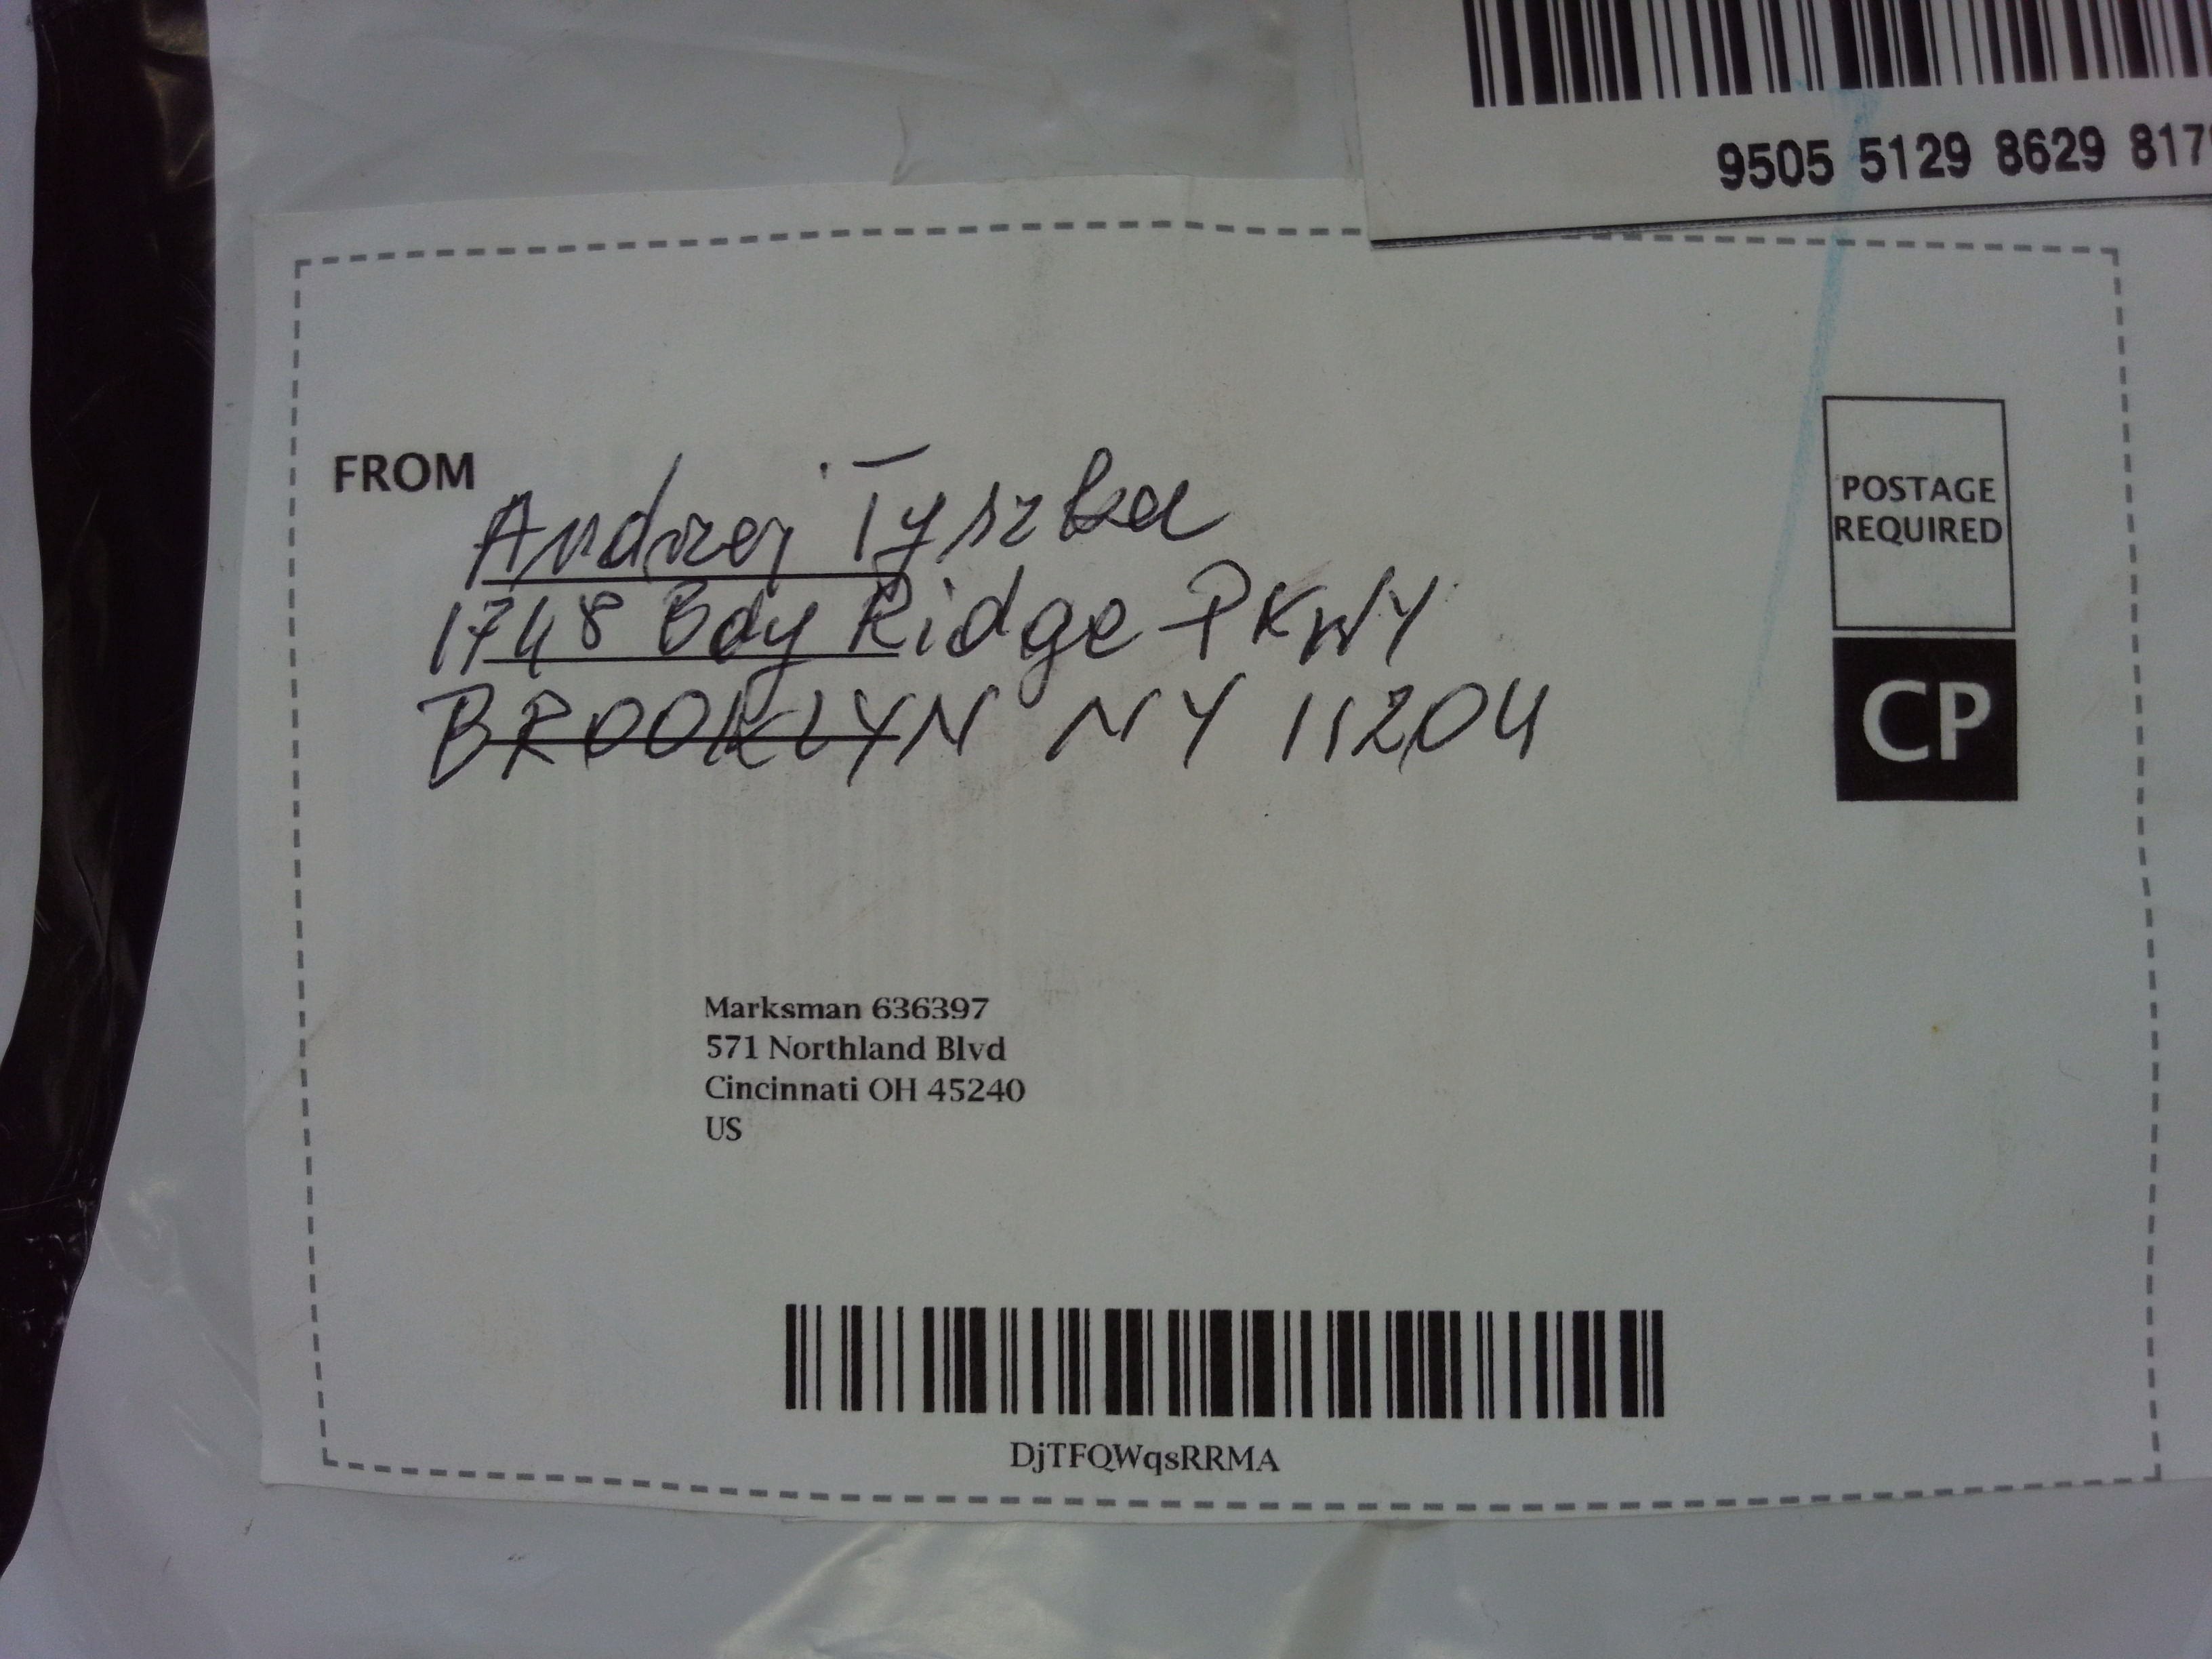 9505 5129 8629 817
FROM
Andrzej Tyszka
1748 Bay Ridge PKWY
BROOKLYN NY 11204
POSTAGE
REQUIRED
CP
Marksman 636397
571 Northland Blvd
Cincinnati OH 45240
US
DjTFQWqsRRMA